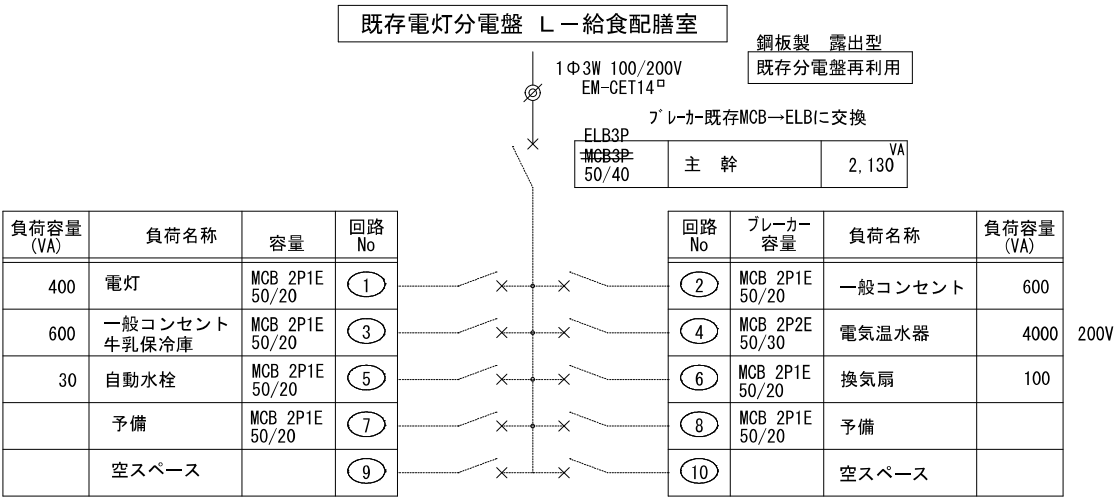 既存電灯分電盤 L－給食配膳室
鋼板製 露出型
既存分電盤再利用
1Φ3W 100/200V
EM-CET14□
ブレーカー既存MCB→ELBに交換
ELB3P
MCB3P
50/40
主 幹
2,130 VA
負荷容量
(VA)
負荷名称
容量
回路
No
400 電灯 MCB 2P1E
50/20
1
600 一般コンセント
牛乳保冷庫
MCB 2P1E
50/20
3
30 自動水栓 MCB 2P1E
50/20
5
予備 MCB 2P1E
50/20
7
空スペース 9
回路
No
ブレーカー
容量
負荷名称
負荷容量
(VA)
2 MCB 2P1E
50/20
一般コンセント 600
4 MCB 2P2E
50/30
電気温水器 4000 200V
6 MCB 2P1E
50/20
換気扇 100
8 MCB 2P1E
50/20
予備
10 空スペース